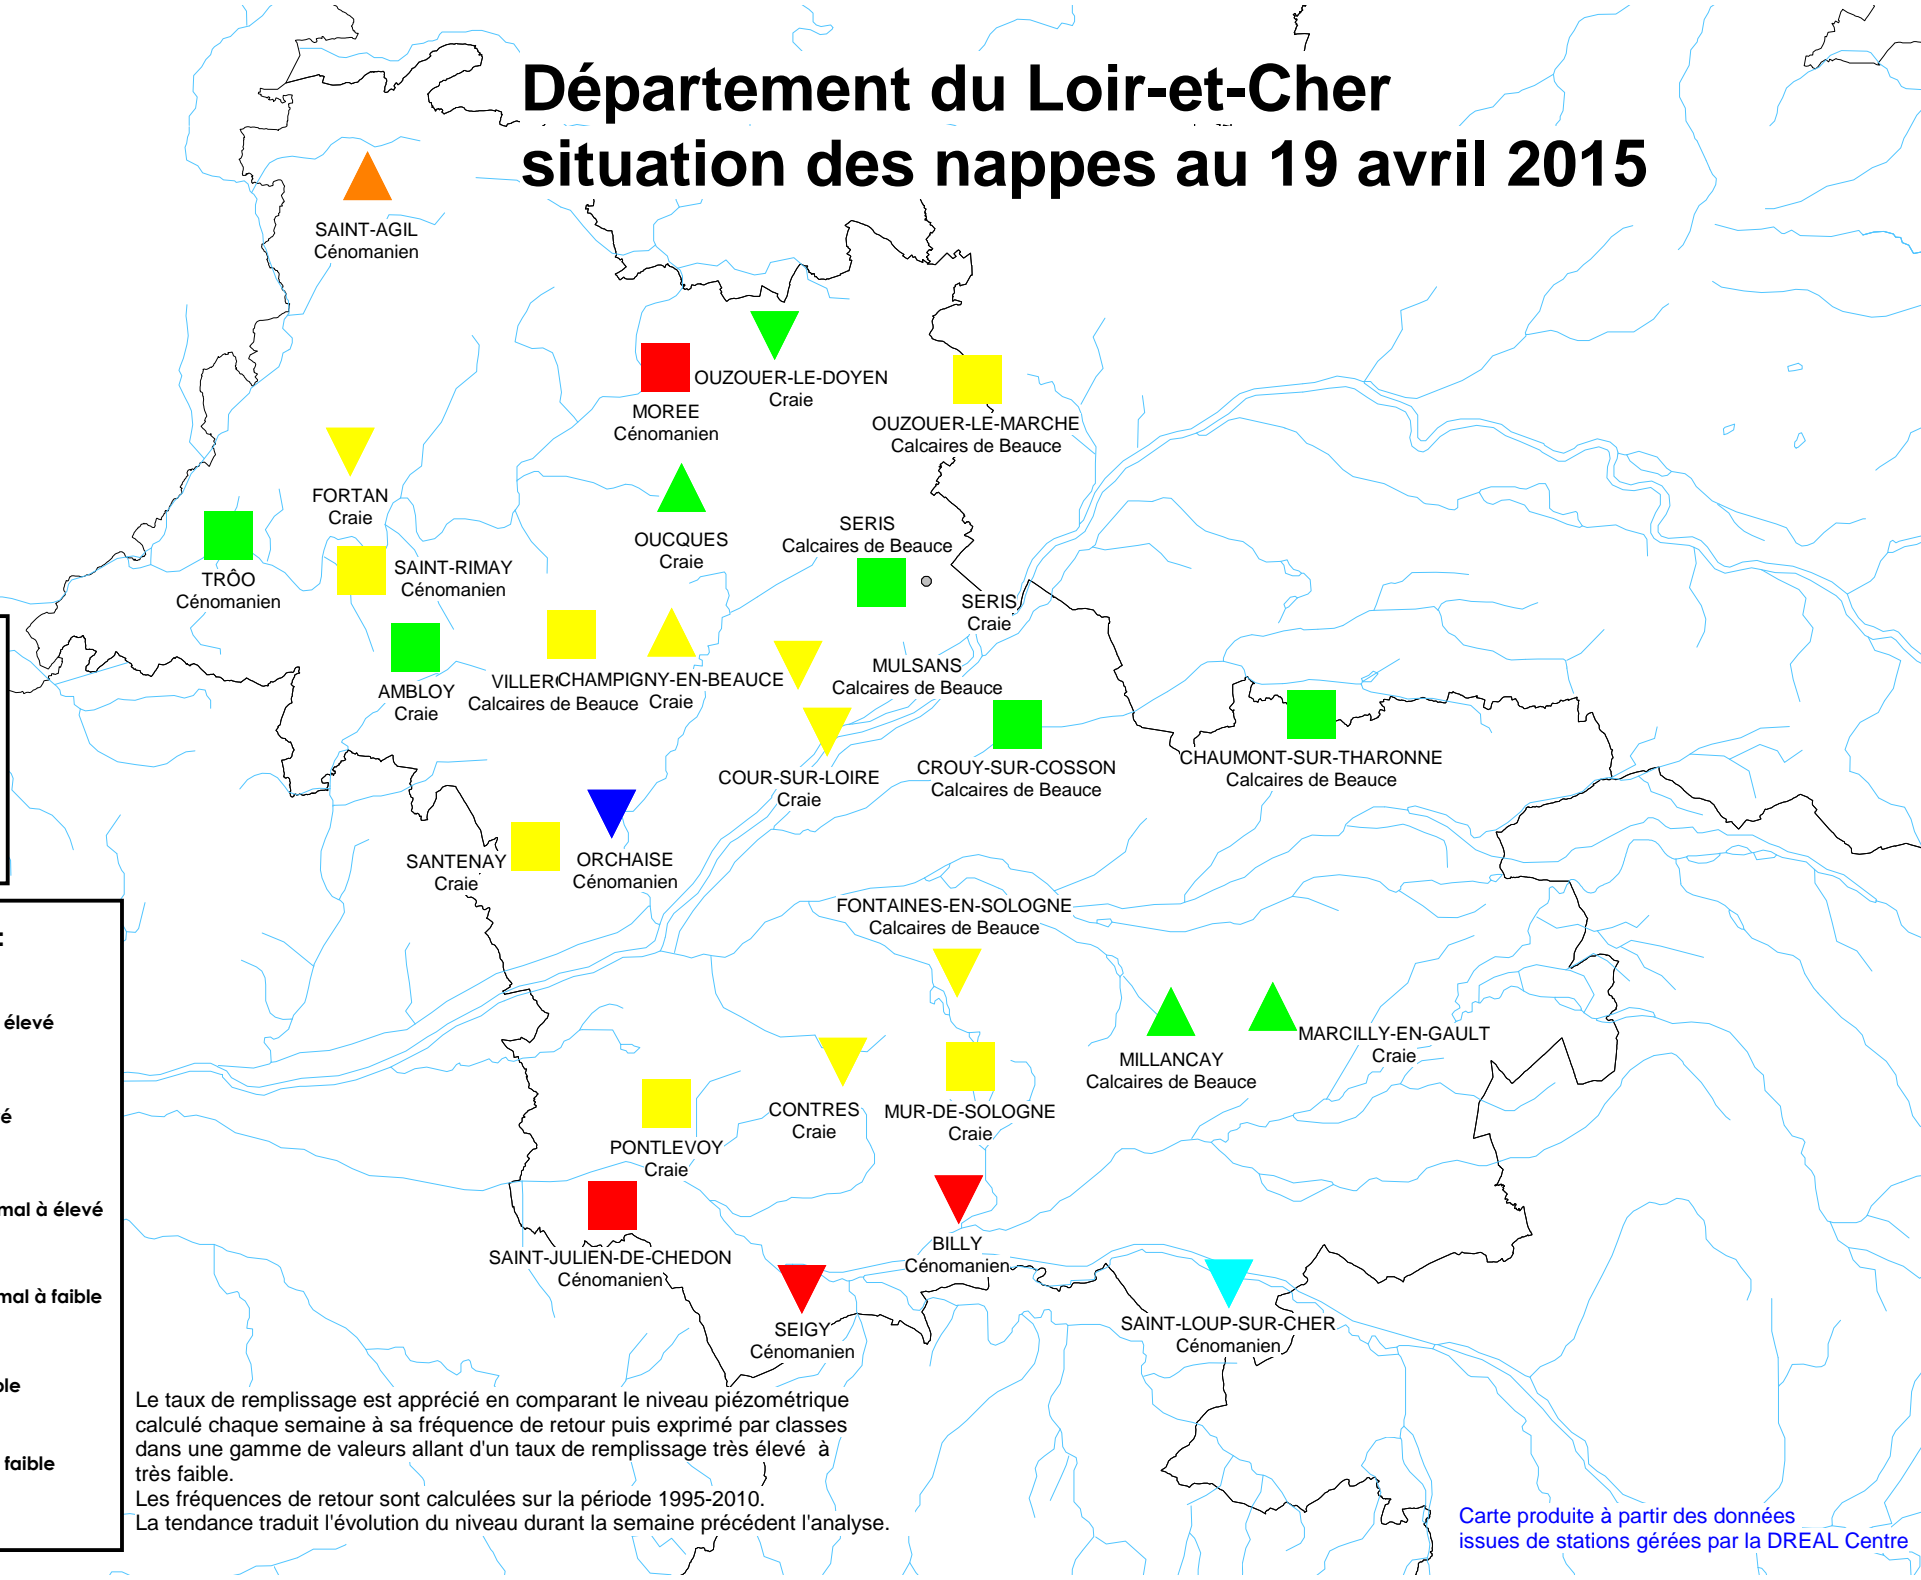 Département du Loir-et-Cher
situation des nappes au 19 avril 2015
SAINT-AGIL
Cénomanien
OUZOUER-LE-DOYEN
Craie
MOREE
Cénomanien
OUZOUER-LE-MARCHE
Calcaires de Beauce
FORTAN
Craie
OUCQUES
Craie
SERIS
Calcaires de Beauce
TRÔO
Cénomanien
SAINT-RIMAY
Cénomanien
SERIS
Craie
AMBLOY
Craie
Calcaires de Beauce
CHAMPIGNY-EN-BEAUCE
Craie
MULSANS
Calcaires de Beauce
COUR-SUR-LOIRE
Craie
CROUY-SUR-COSSON
Calcaires de Beauce
CHAUMONT-SUR-THARONNE
Calcaires de Beauce
SANTENAY
Craie
ORCHAISE
Cénomanien
FONTAINES-EN-SOLOGNE
Calcaires de Beauce
MILLANCAY
Calcaires de Beauce
MARCILLY-EN-GAULT
Craie
CONTRES
Craie
MUR-DE-SOLOGNE
Craie
PONTLEVOY
Craie
SAINT-JULIEN-DE-CHEDON
Cénomanien
BILLY
Cénomanien
SEIGY
Cénomanien
SAINT-LOUP-SUR-CHER
Cénomanien
:
élevé
à élevé
à faible
faible
Le taux de remplissage est apprécié en comparant le niveau piézométrique
calculé chaque semaine à sa fréquence de retour puis exprimé par classes
dans une gamme de valeurs allant d'un taux de remplissage très élevé à
très faible.
Les fréquences de retour sont calculées sur la période 1995-2010.
La tendance traduit l'évolution du niveau durant la semaine précédent l'analyse.
Carte produite à partir des données
issues de stations gérées par la DREAL Centre